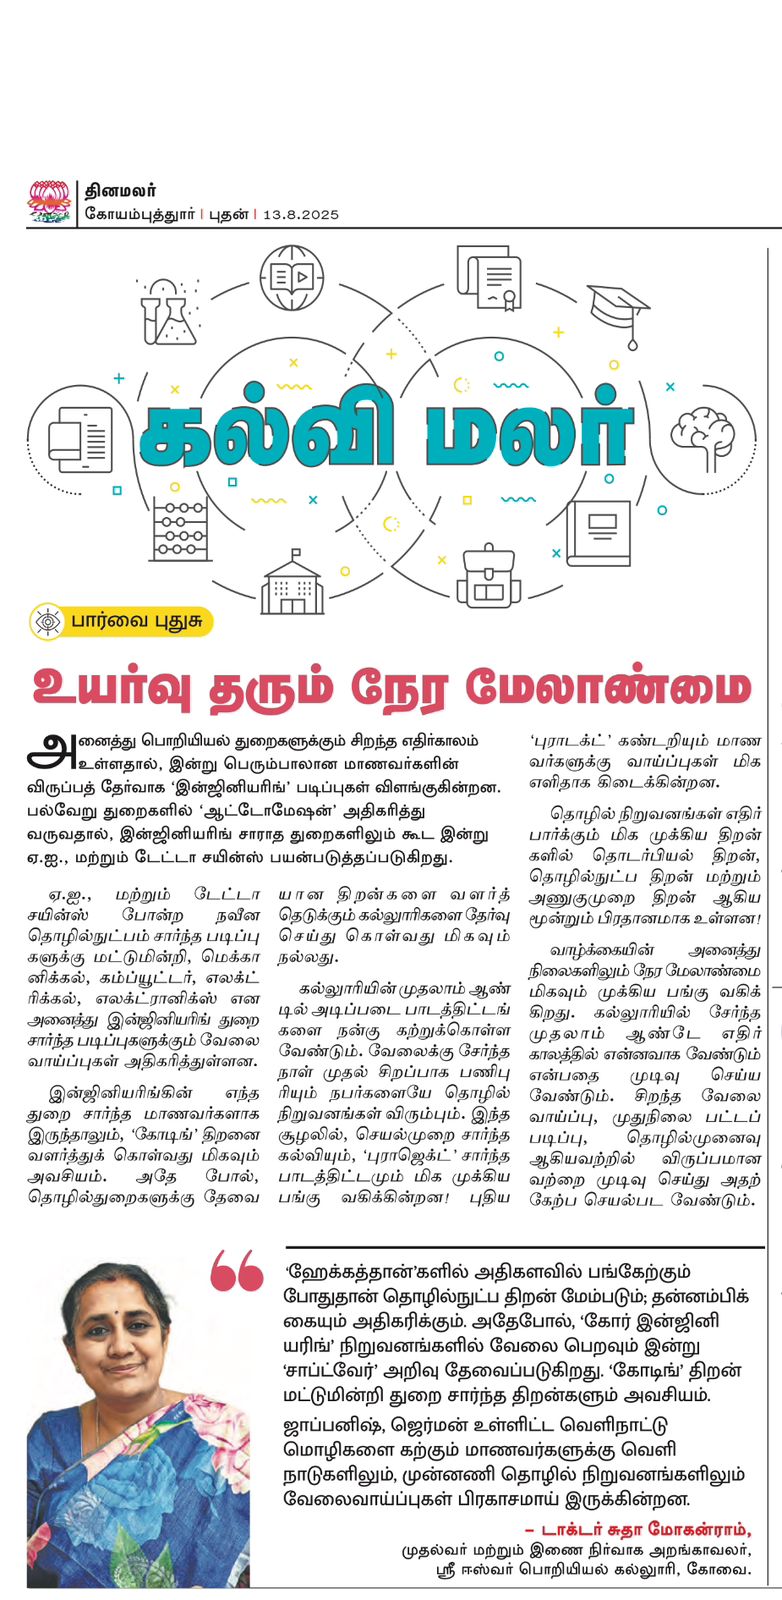 தினமலர்
கோயம்புத்தூர் | புதன் | 13.8.2025
கல்வி மலர்
பார்வை புதுசு
உயர்வு தரும் நேர மேலாண்மை
அனைத்து பொறியியல் துறைகளுக்கும் சிறந்த எதிர்காலம்
உள்ளதால், இன்று பெரும்பாலான மாணவர்களின்
விருப்பத் தேர்வாக ‘இன்ஜினியரிங்’ படிப்புகள் விளங்குகின்றன.
பல்வேறு துறைகளில் ‘ஆட்டோமேஷன்’ அதிகரித்து
வருவதால், இன்ஜினியரிங் சாராத துறைகளிலும் கூட இன்று
ஏ.ஐ., மற்றும் டேட்டா சயின்ஸ் பயன்படுத்தப்படுகிறது.
ஏ.ஐ., மற்றும் டேட்டா
சயின்ஸ் போன்ற நவீன
தொழில்நுட்பம் சார்ந்த படிப்பு
களுக்கு மட்டுமின்றி, மெக்கா
னிக்கல், கம்ப்யூட்டர், எலக்ட்
ரிக்கல், எலக்ட்ரானிக்ஸ் என
அனைத்து இன்ஜினியரிங் துறை
சார்ந்த படிப்புகளுக்கும் வேலை
வாய்ப்புகள் அதிகரித்துள்ளன.
இன்ஜினியரிங்கின் எந்த
துறை சார்ந்த மாணவர்களாக
இருந்தாலும், ‘கோடிங்’ திறனை
வளர்த்துக் கொள்வது மிகவும்
அவசியம். அதே போல்,
தொழில்துறைகளுக்கு தேவை
யான திறன்களை வளர்த்
தெடுக்கும் கல்லூரிகளை தேர்வு
செய்து கொள்வது மிகவும்
நல்லது.
கல்லூரியின் முதலாம் ஆண்
டில் அடிப்படை பாடத்திட்டங்
களை நன்கு கற்றுக்கொள்ள
வேண்டும். வேலைக்கு சேர்ந்த
நாள் முதல் சிறப்பாக பணிபு
ரியும் நபர்களையே தொழில்
நிறுவனங்கள் விரும்பும். இந்த
சூழலில், செயல்முறை சார்ந்த
கல்வியும், ‘புராஜெக்ட்’ சார்ந்த
பாடத்திட்டமும் மிக முக்கிய
பங்கு வகிக்கின்றன! புதிய
‘புராடக்ட்’ கண்டறியும் மாண
வர்களுக்கு வாய்ப்புகள் மிக
எளிதாக கிடைக்கின்றன.
தொழில் நிறுவனங்கள் எதிர்
பார்க்கும் மிக முக்கிய திறன்
களில் தொடர்பியல் திறன்,
தொழில்நுட்ப திறன் மற்றும்
அணுகுமுறை திறன் ஆகிய
மூன்றும் பிரதானமாக உள்ளன!
வாழ்க்கையின் அனைத்து
நிலைகளிலும் நேர மேலாண்மை
மிகவும் முக்கிய பங்கு வகிக்
கிறது. கல்லூரியில் சேர்ந்த
முதலாம் ஆண்டே எதிர்
காலத்தில் என்னவாக வேண்டும்
என்பதை முடிவு செய்ய
வேண்டும். சிறந்த வேலை
வாய்ப்பு, முதுநிலை பட்டப்
படிப்பு, தொழில்முனைவு
ஆகியவற்றில் விருப்பமான
வற்றை முடிவு செய்து அதற்
கேற்ப செயல்பட வேண்டும்.
‘ஹேக்கத்தான்’களில் அதிகளவில் பங்கேற்கும்
போதுதான் தொழில்நுட்ப திறன் மேம்படும்; தன்னம்பிக்
கையும் அதிகரிக்கும். அதேபோல், ‘கோர் இன்ஜினி
யரிங்’ நிறுவனங்களில் வேலை பெறவும் இன்று
‘சாப்ட்வேர்’ அறிவு தேவைப்படுகிறது. ‘கோடிங்’ திறன்
மட்டுமின்றி துறை சார்ந்த திறன்களும் அவசியம்.
ஜாப்பனிஷ், ஜெர்மன் உள்ளிட்ட வெளிநாட்டு
மொழிகளை கற்கும் மாணவர்களுக்கு வெளி
நாடுகளிலும், முன்னணி தொழில் நிறுவனங்களிலும்
வேலைவாய்ப்புகள் பிரகாசமாய் இருக்கின்றன.
– டாக்டர் சுதா மோகன்ராம்,
முதல்வர் மற்றும் இணை நிர்வாக அறங்காவலர்,
ஸ்ரீ ஈஸ்வர் பொறியியல் கல்லூரி, கோவை.